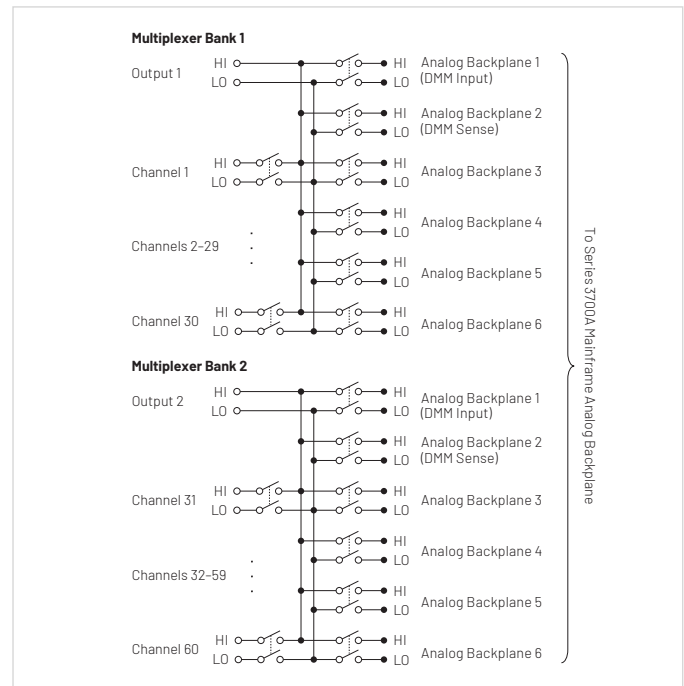 Multiplexer Bank 1
Output 1
HI
LO
HI
LO
Analog Backplane 1
(DMM Input)
HI
LO
Analog Backplane 2
(DMM Sense)
Channel 1
HI
LO
HI
LO
Analog Backplane 3
HI
LO
Analog Backplane 4
Channels 2–29
HI
LO
Analog Backplane 5
Channel 30
HI
LO
HI
LO
Analog Backplane 6
Multiplexer Bank 2
Output 2
HI
LO
HI
LO
Analog Backplane 1
(DMM Input)
HI
LO
Analog Backplane 2
(DMM Sense)
Channel 31
HI
LO
HI
LO
Analog Backplane 3
HI
LO
Analog Backplane 4
Channels 32–59
HI
LO
Analog Backplane 5
Channel 60
HI
LO
HI
LO
Analog Backplane 6
To Series 3700A Mainframe Analog Backplane